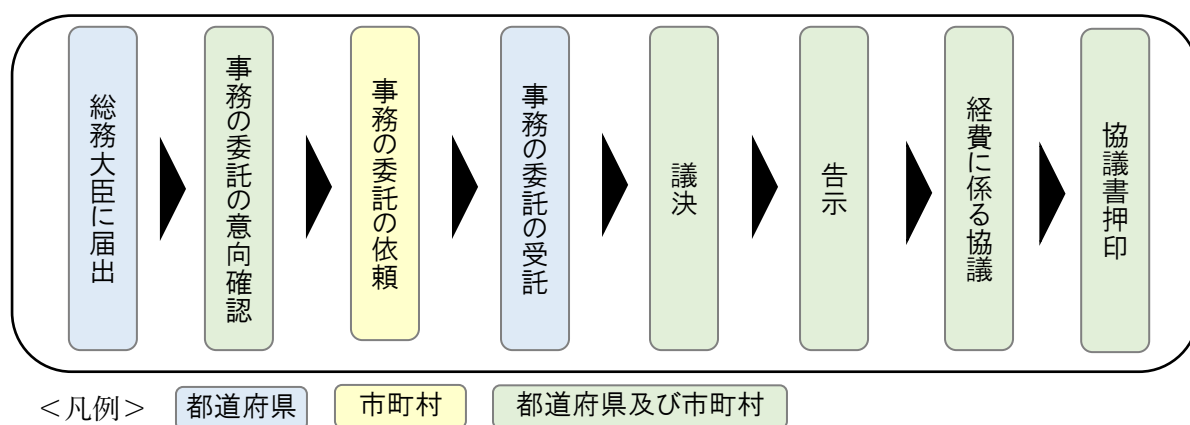 総務大臣に届出
事務の委託の意向確認
事務の委託の依頼
事務の委託の受託
議決
告示
経費に係る協議
協議書押印
＜凡例＞ 都道府県 市町村 都道府県及び市町村